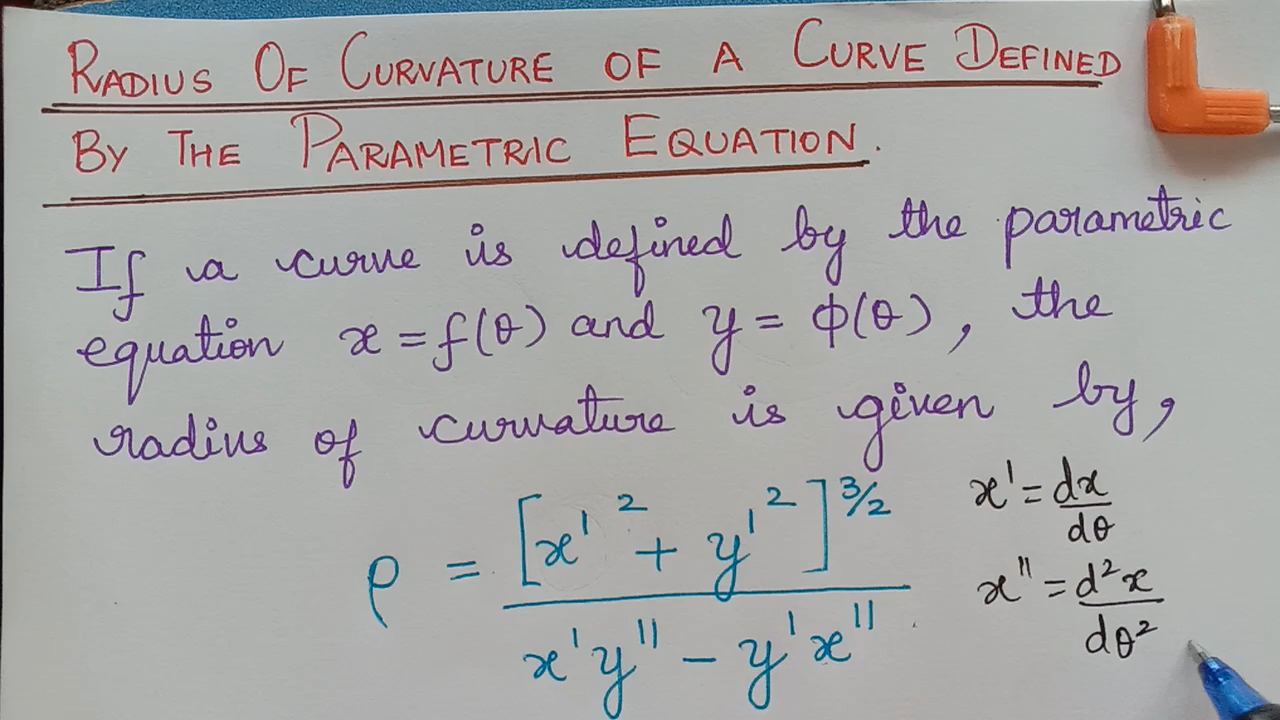 RADIUS OF CURVATURE OF A CURVE DEFINED
BY THE PARAMETRIC EQUATION.
If a curve is defined by the parametric
equation x = f(θ) and y = ϕ(θ), the
radius of curvature is given by,
ρ = [x'² + y'²]^3/2 / x'y'' - y'x''
x' = dx/dθ
x'' = d²x/dθ²